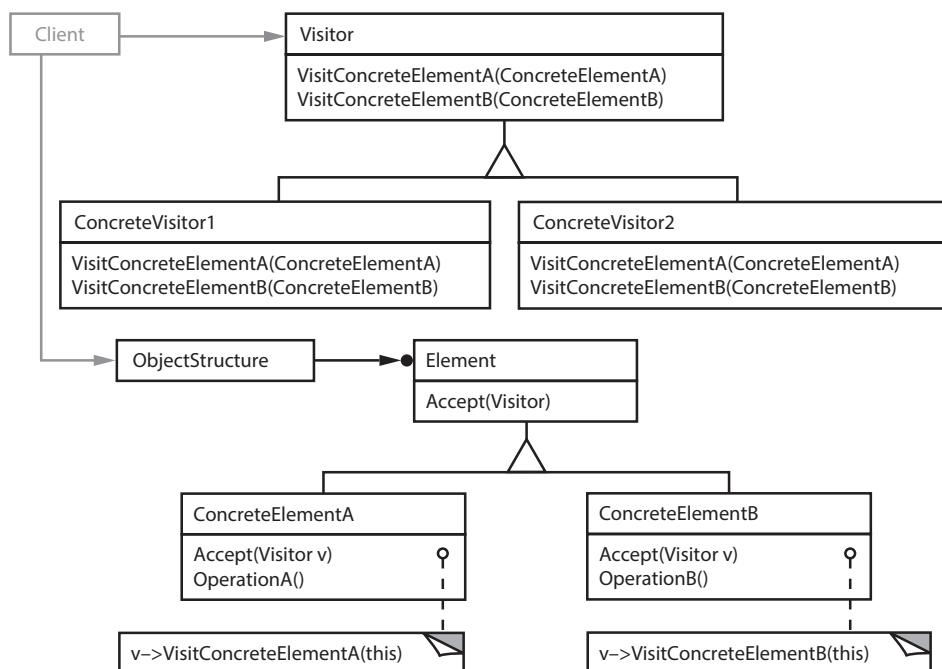 Client
Visitor
VisitConcreteElementA(ConcreteElementA)
VisitConcreteElementB(ConcreteElementB)
ConcreteVisitor1
VisitConcreteElementA(ConcreteElementA)
VisitConcreteElementB(ConcreteElementB)
ConcreteVisitor2
VisitConcreteElementA(ConcreteElementA)
VisitConcreteElementB(ConcreteElementB)
ObjectStructure
Element
Accept(Visitor)
ConcreteElementA
Accept(Visitor v)
OperationA()
v–>VisitConcreteElementA(this)
ConcreteElementB
Accept(Visitor v)
OperationB()
v–>VisitConcreteElementB(this)